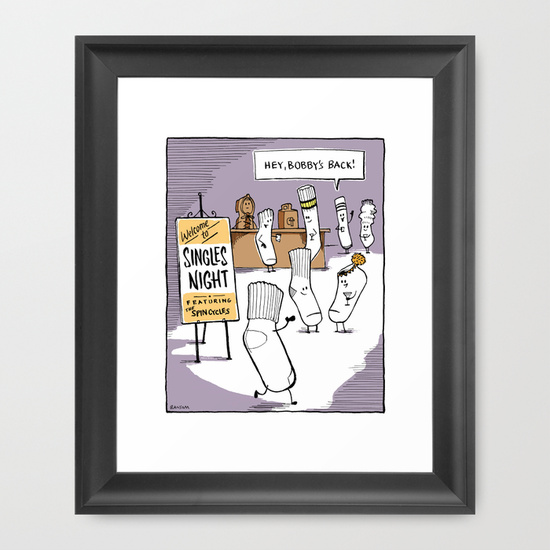 HEY, BOBBY'S BACK!
Welcome
to
SINGLES
NIGHT
FEATURING
THE SPIN CYCLES